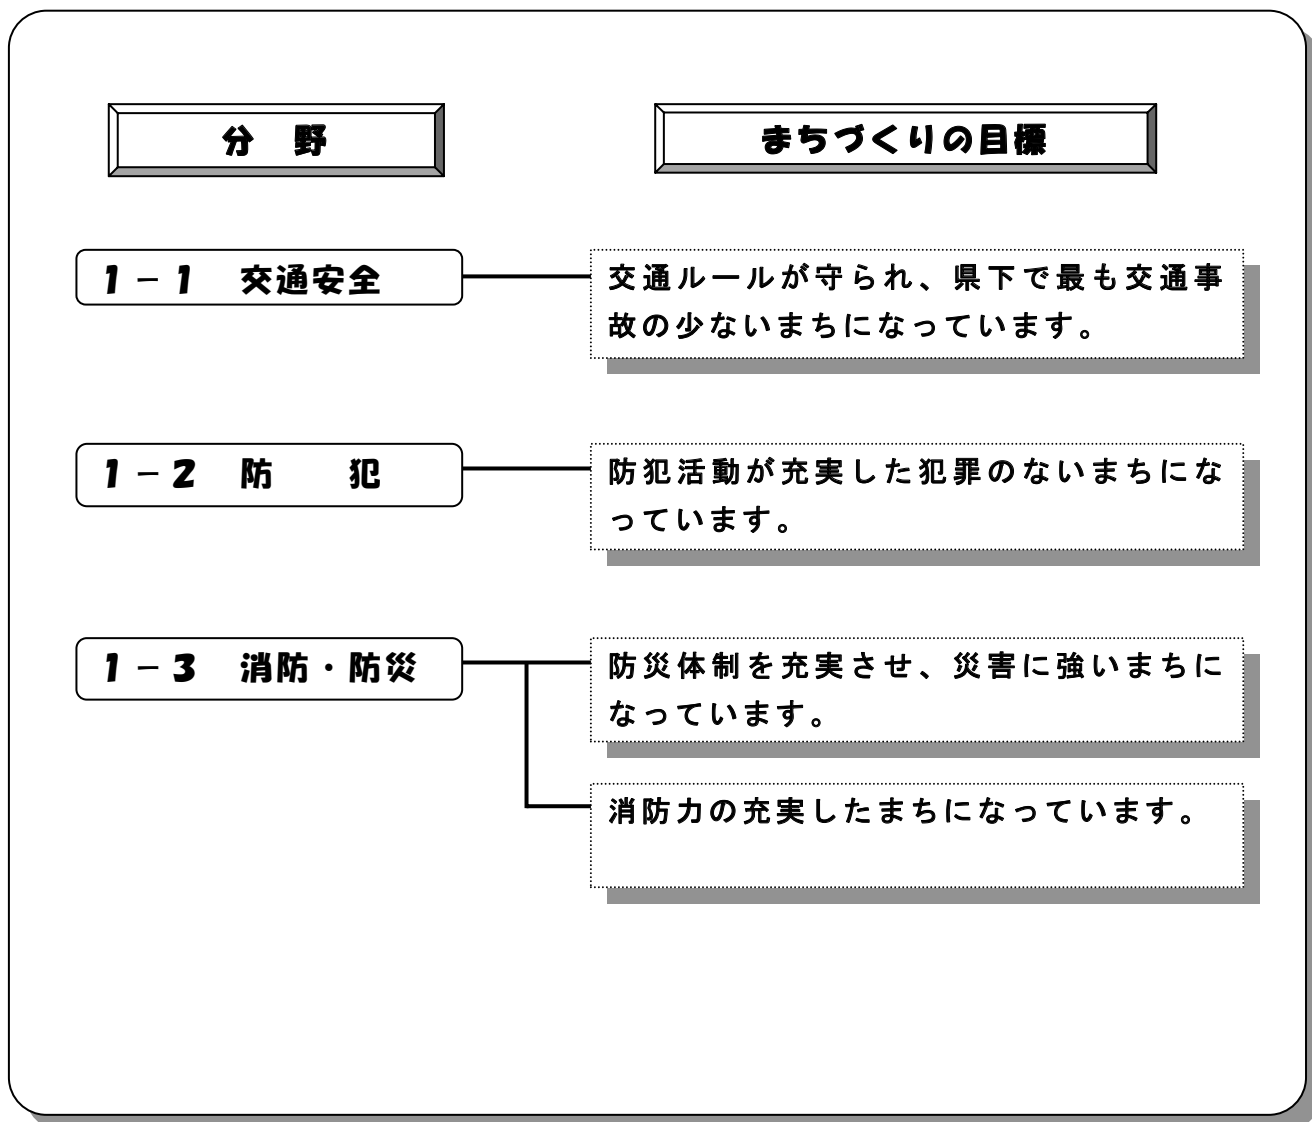 分　野
まちづくりの目標
1－1　交通安全
交通ルールが守られ、県下で最も交通事
故の少ないまちになっています。
1－2　防　　犯
防犯活動が充実した犯罪のないまちにな
っています。
1－3　消防・防災
防災体制を充実させ、災害に強いまちに
なっています。
消防力の充実したまちになっています。